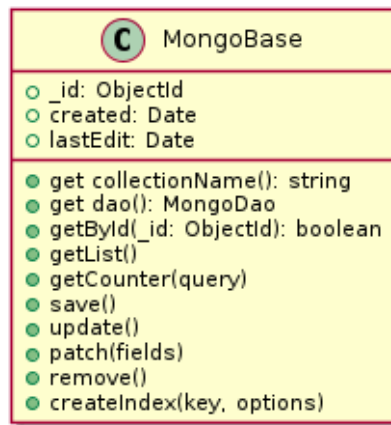 C MongoBase
_id: ObjectId
created: Date
lastEdit: Date
get collectionName(): string
get dao(): MongoDao
getById(_id: ObjectId): boolean
getList()
getCounter(query)
save()
update()
patch(fields)
remove()
createIndex(key, options)